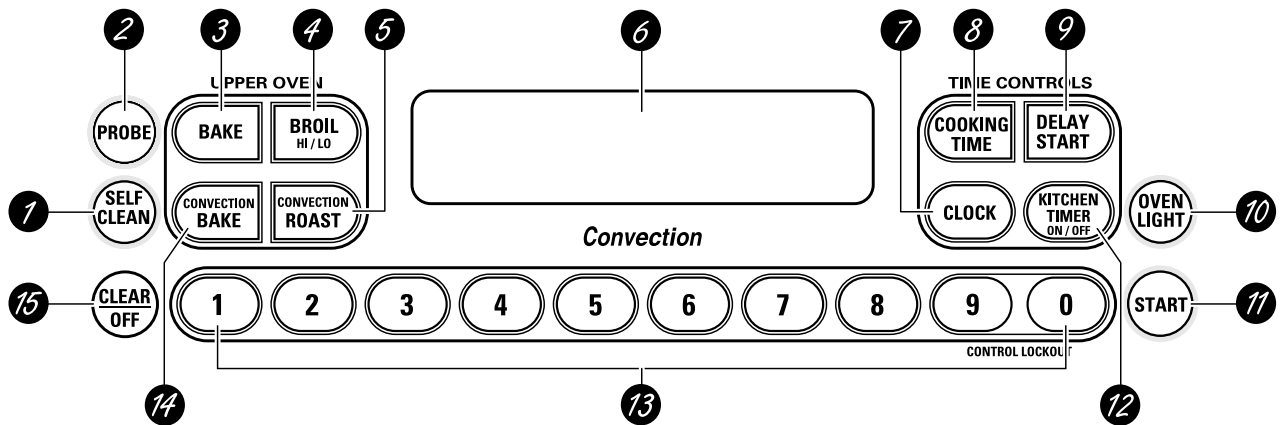 2 3 4 5 6 7 8 9
UPPER OVEN
TIME CONTROLS
PROBE
BAKE
BROIL
HI / LO
COOKING
TIME
DELAY
START
1
SELF
CLEAN
CONVECTION
BAKE
CONVECTION
ROAST
Convection
CLOCK
KITCHEN
TIMER
ON / OFF
OVEN
LIGHT
10
15
CLEAR
OFF
1 2 3 4 5 6 7 8 9 0
START
11
CONTROL LOCKOUT
14 13 12